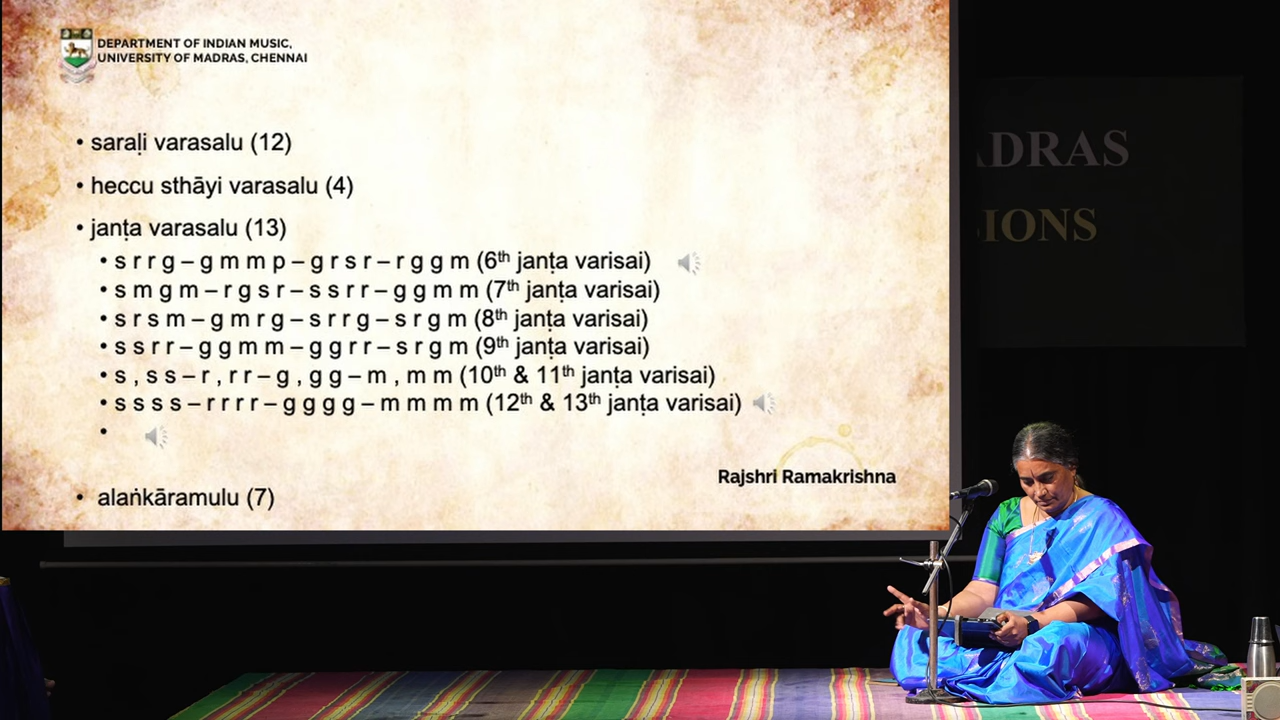 DEPARTMENT OF INDIAN MUSIC,
UNIVERSITY OF MADRAS, CHENNAI
• saraḷi varasalu (12)
• heccu sthāyi varasalu (4)
• janṭa varasalu (13)
• s r r g – g m m p – g r s r – r g g m (6th janṭa varisai)
• s m g m – r g s r – s s r r – g g m m (7th janṭa varisai)
• s r s m – g m r g – s r r g – s r g m (8th janṭa varisai)
• s s r r – g g m m – g g r r – s r g m (9th janṭa varisai)
• s , s s – r , r r – g , g g – m , m m (10th & 11th janṭa varisai)
• s s s s – r r r r – g g g g – m m m m (12th & 13th janṭa varisai)
•
Rajshri Ramakrishna
• alaṅkāramulu (7)
ADRAS
IONS